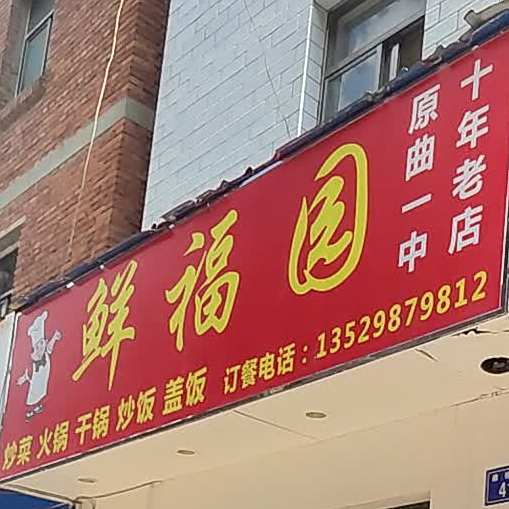 鲜福园
十年老店
原曲一中
炒菜 火锅 干锅 炒饭 盖饭 订餐电话：13529879812